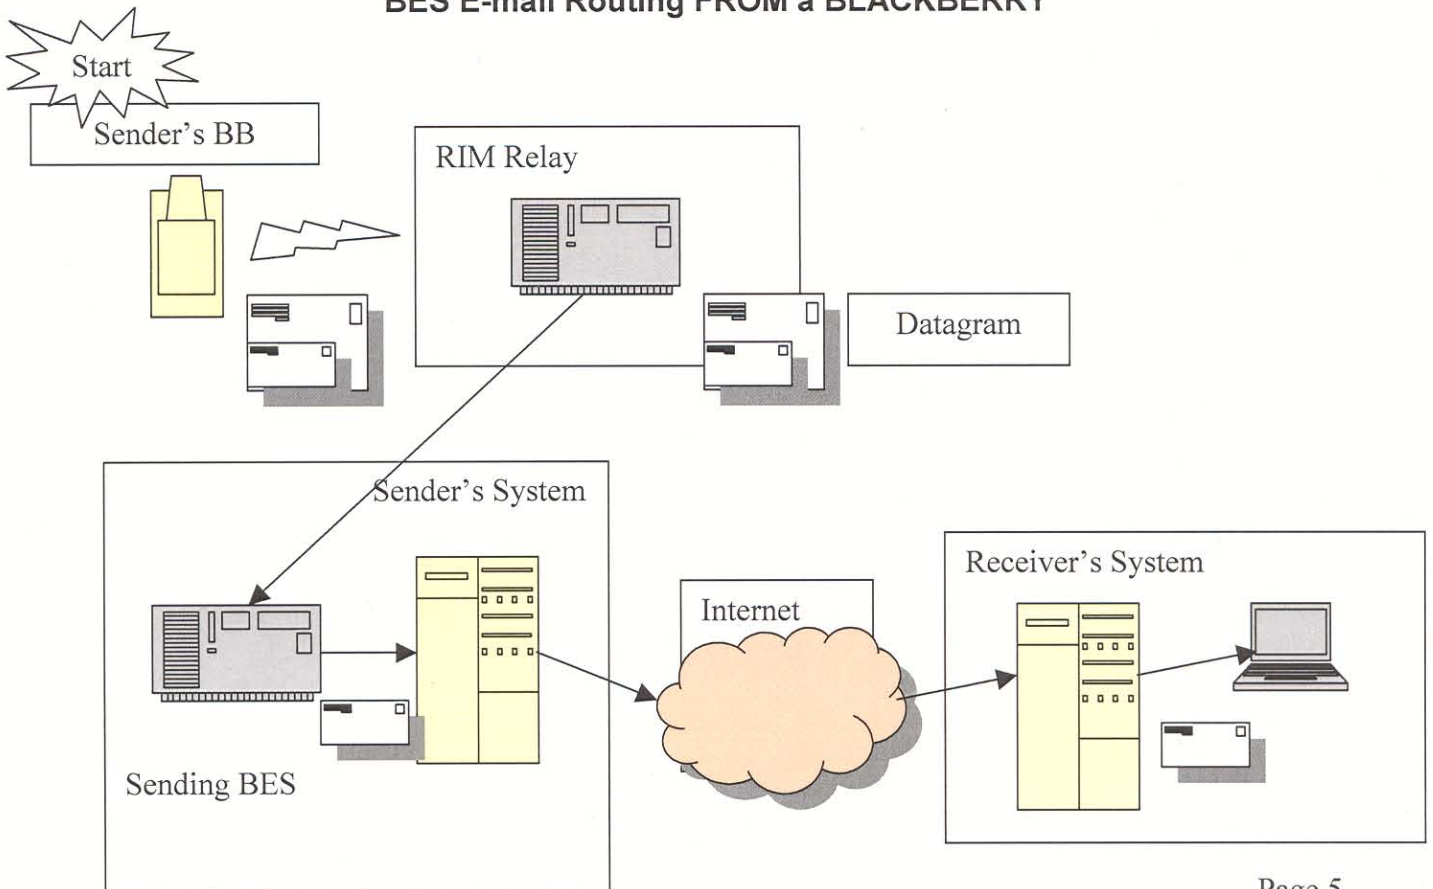 BES E-mail Routing FROM a BLACKBERRY
Start
Sender's BB
RIM Relay
Datagram
Sender's System
Receiver's System
Internet
Sending BES
Page 5